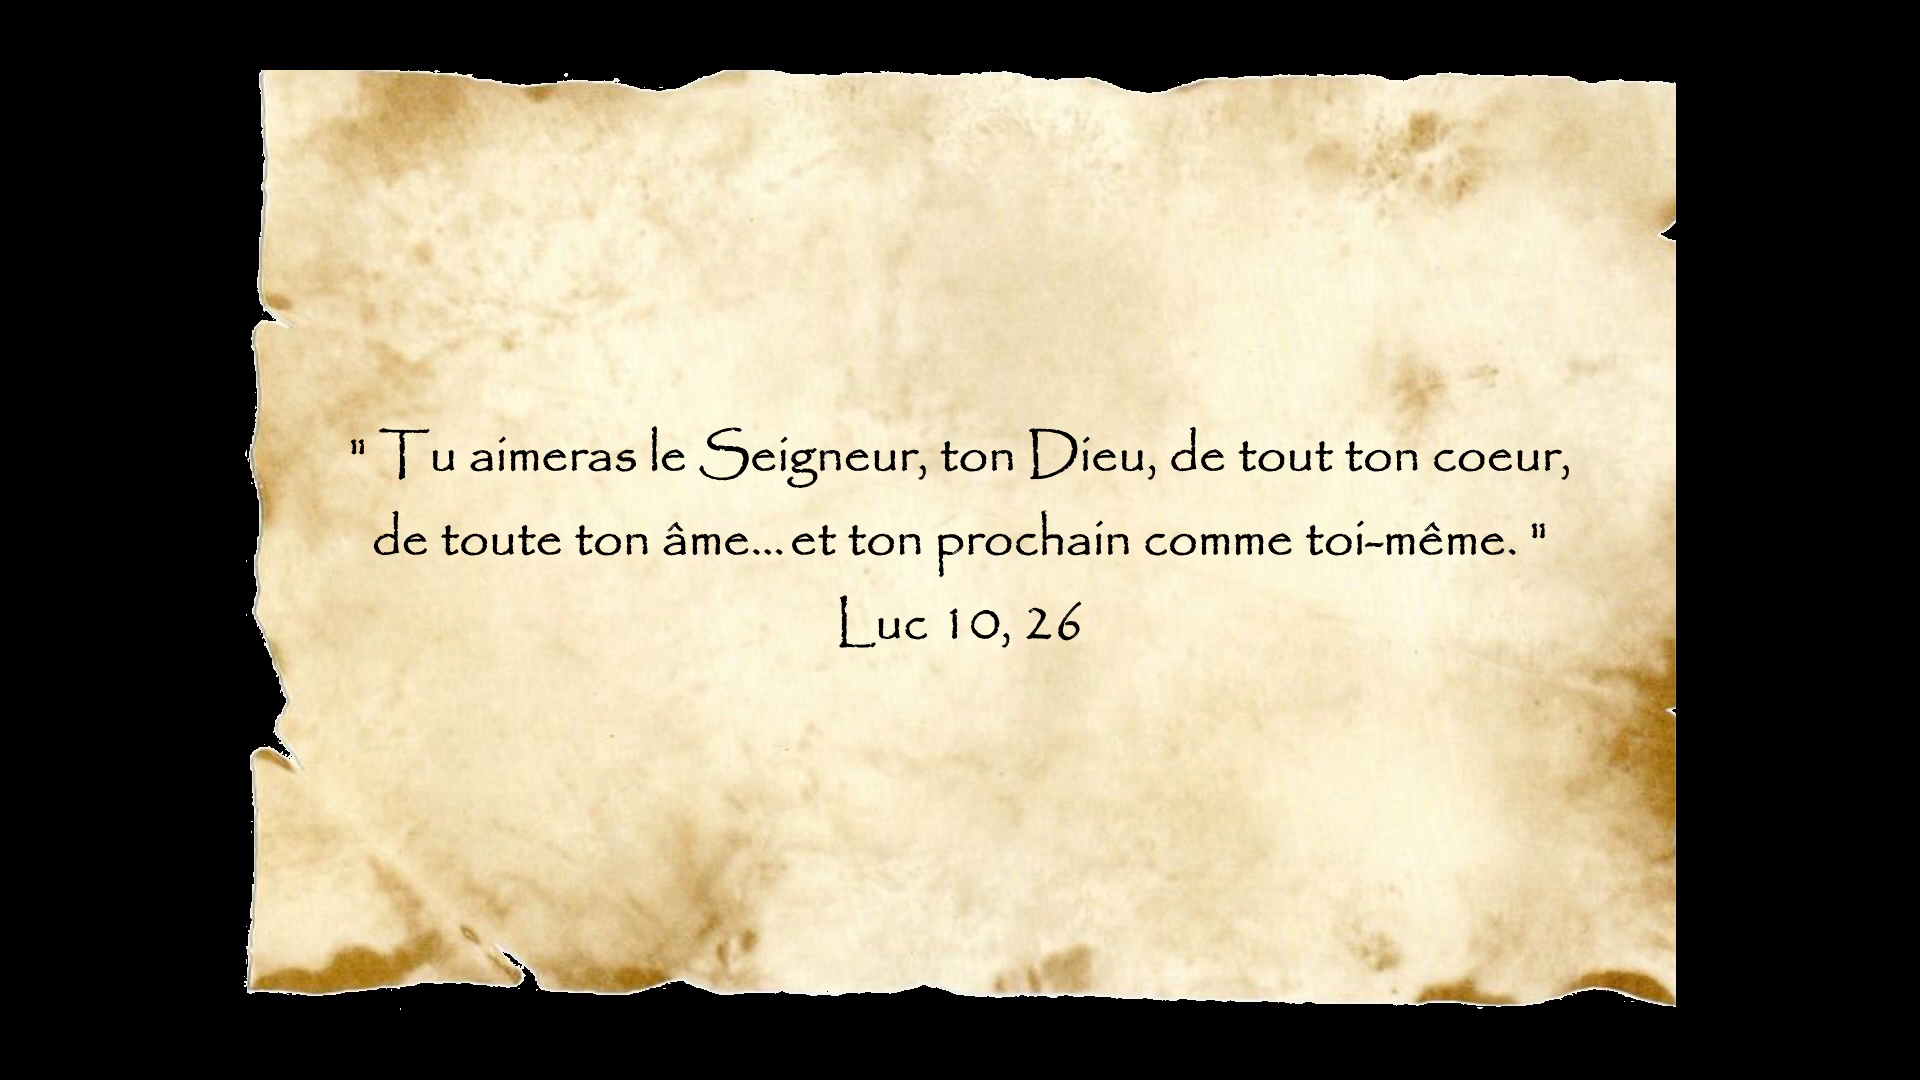 " Tu aimeras le Seigneur, ton Dieu, de tout ton coeur,
de toute ton âme... et ton prochain comme toi-même. "
Luc 10, 26